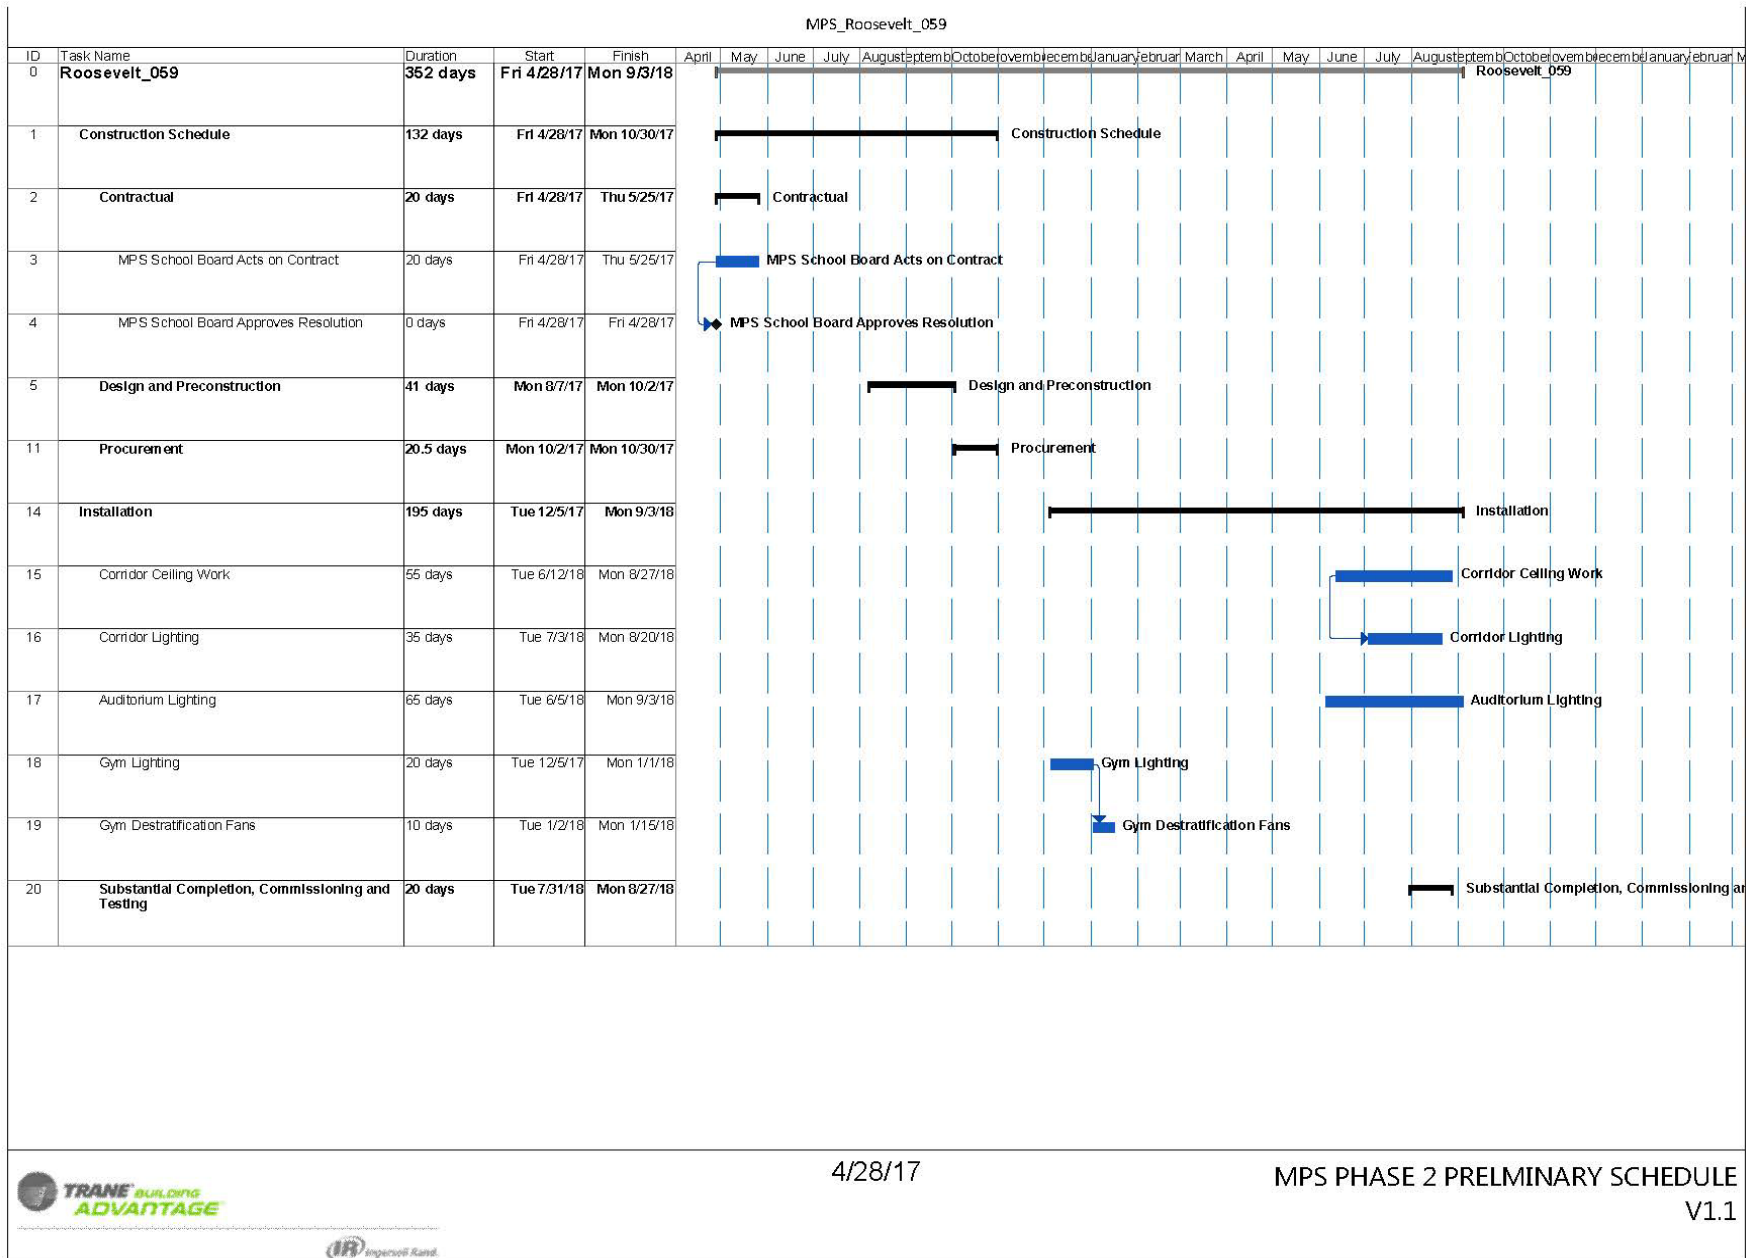 MPS_Roosevelt_059
ID Task Name Duration Start Finish April May June July Augusteptemb October ovemb ecembe January ebruar March April May June July Augusteptemb October ovemb ecembe January ebruar M
0 Roosevelt_059 352 days Fri 4/28/17 Mon 9/3/18 Roosevelt_059
1 Construction Schedule 132 days Fri 4/28/17 Mon 10/30/17 Construction Schedule
2 Contractual 20 days Fri 4/28/17 Thu 5/25/17 Contractual
3 MPS School Board Acts on Contract 20 days Fri 4/28/17 Thu 5/25/17 MPS School Board Acts on Contract
4 MPS School Board Approves Resolution 0 days Fri 4/28/17 Fri 4/28/17 MPS School Board Approves Resolution
5 Design and Preconstruction 41 days Mon 8/7/17 Mon 10/2/17 Design and Preconstruction
11 Procurement 20.5 days Mon 10/2/17 Mon 10/30/17 Procurement
14 Installation 195 days Tue 12/5/17 Mon 9/3/18 Installation
15 Corridor Ceiling Work 55 days Tue 6/12/18 Mon 8/27/18 Corridor Ceiling Work
16 Corridor Lighting 35 days Tue 7/3/18 Mon 8/20/18 Corridor Lighting
17 Auditorium Lighting 65 days Tue 6/5/18 Mon 9/3/18 Auditorium Lighting
18 Gym Lighting 20 days Tue 12/5/17 Mon 1/1/18 Gym Lighting
19 Gym Destratification Fans 10 days Tue 1/2/18 Mon 1/15/18 Gym Destratification Fans
20 Substantial Completion, Commissioning and 20 days Tue 7/31/18 Mon 8/27/18 Substantial Completion, Commissioning ar
Testing
4/28/17
MPS PHASE 2 PRELMINARY SCHEDULE
V1.1
TRANE BUILDING
ADVANTAGE
IR Ingersoll Rand